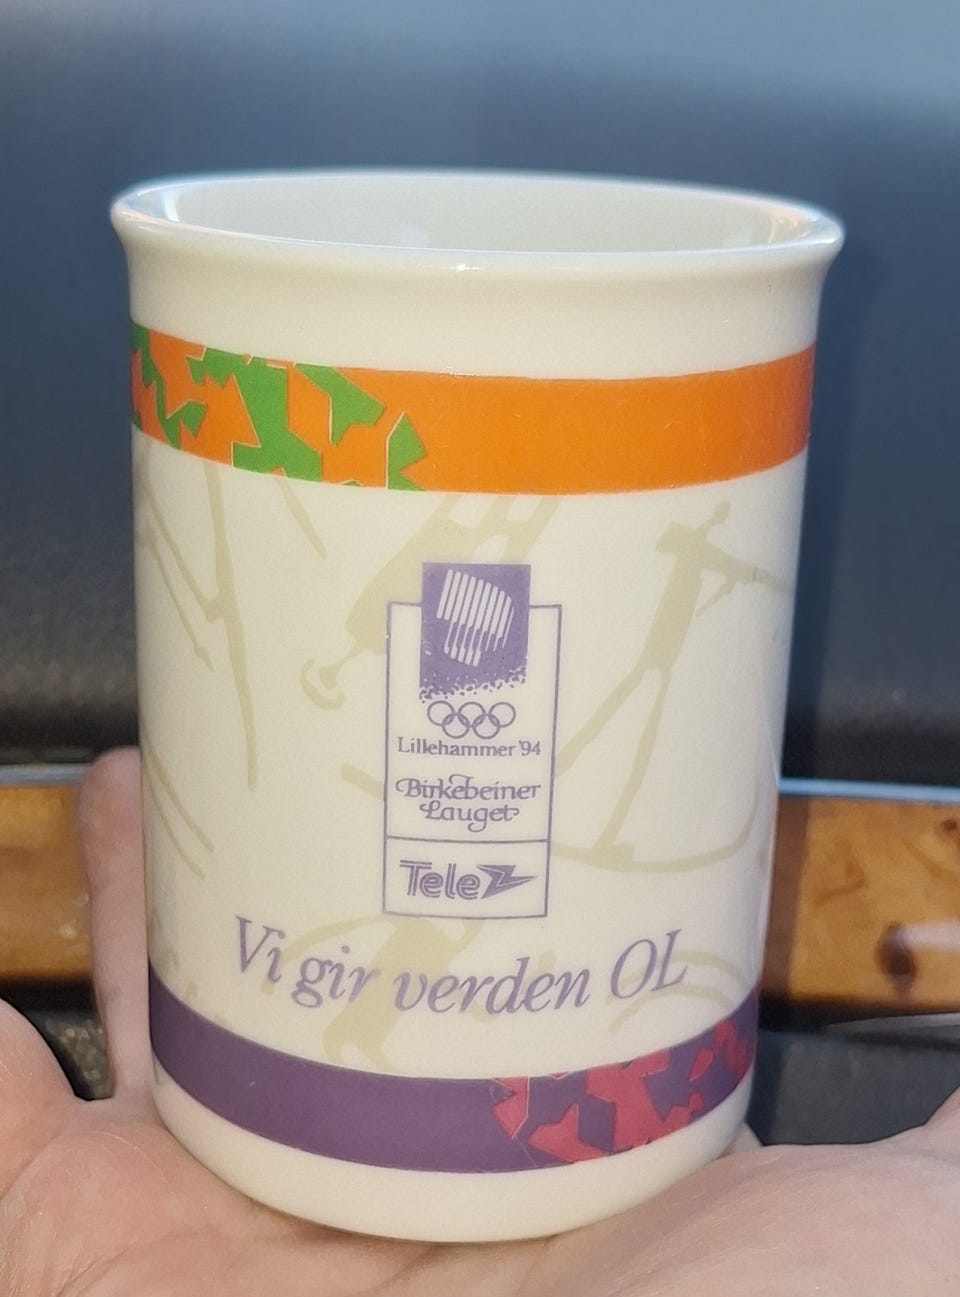 Lillehammer '94
Birkebeiner
Lauget
Tele
Vi gir verden OL